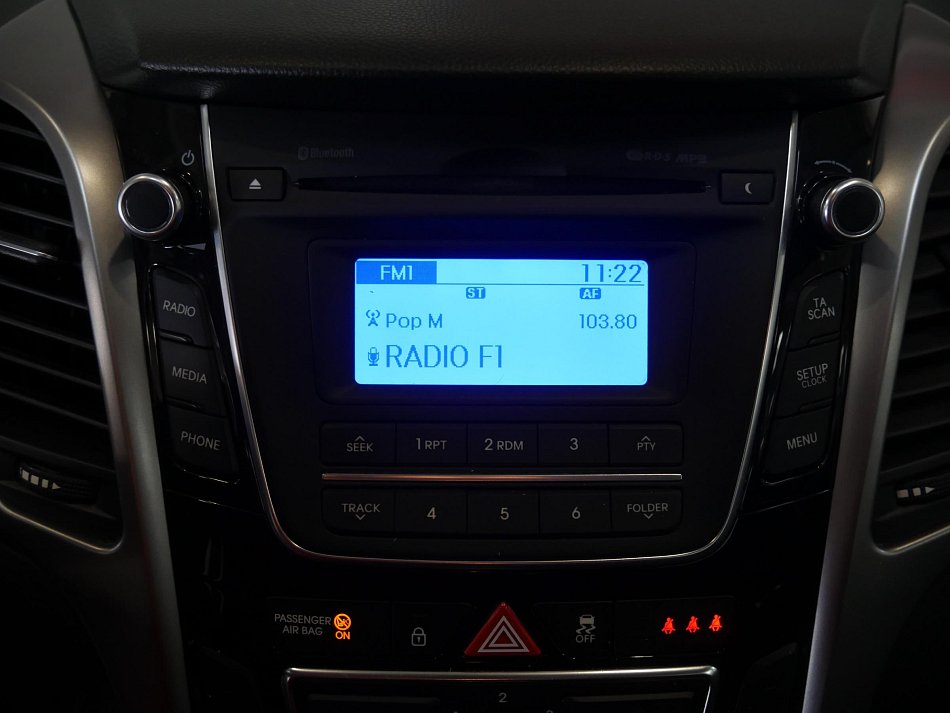 Bluetooth
R·D·S MP3
FM1 11:22
ST AF
Pop M 103.80
RADIO F1
RADIO
MEDIA
PHONE
TA
SCAN
SETUP
CLOCK
MENU
SEEK 1 RPT 2 RDM 3 PTY
TRACK 4 5 6 FOLDER
PASSENGER
AIR BAG
ON
OFF
2